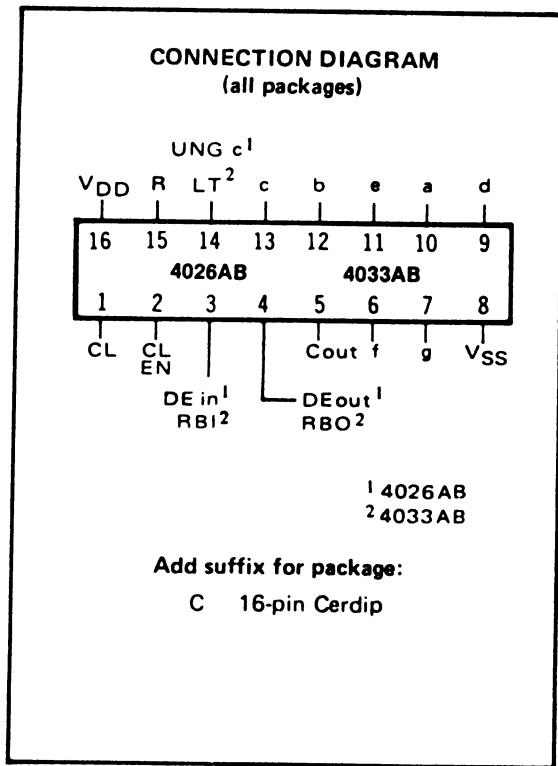 CONNECTION DIAGRAM
(all packages)
UNG c¹
VDD R LT² c b e a d
16 15 14 13 12 11 10 9
4026AB 4033AB
1 2 3 4 5 6 7 8
CL CL EN Cout f g VSS
DE in¹ DEout¹
RBI² RBO²
¹ 4026AB
² 4033AB
Add suffix for package:
C 16-pin Cerdip